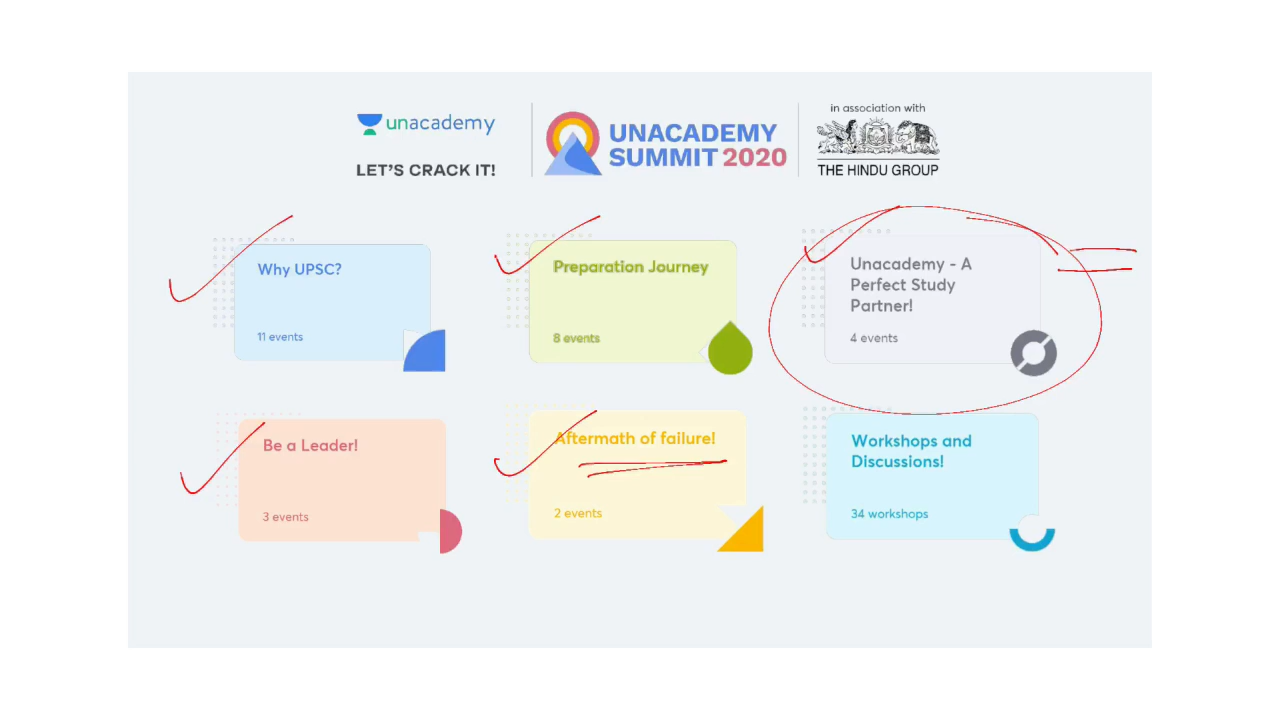 unacademy
LET'S CRACK IT!
UNACADEMY
SUMMIT 2020
in association with
THE HINDU GROUP
Why UPSC?
11 events
Preparation Journey
8 events
Unacademy - A
Perfect Study
Partner!
4 events
Be a Leader!
3 events
Aftermath of failure!
2 events
Workshops and
Discussions!
34 workshops